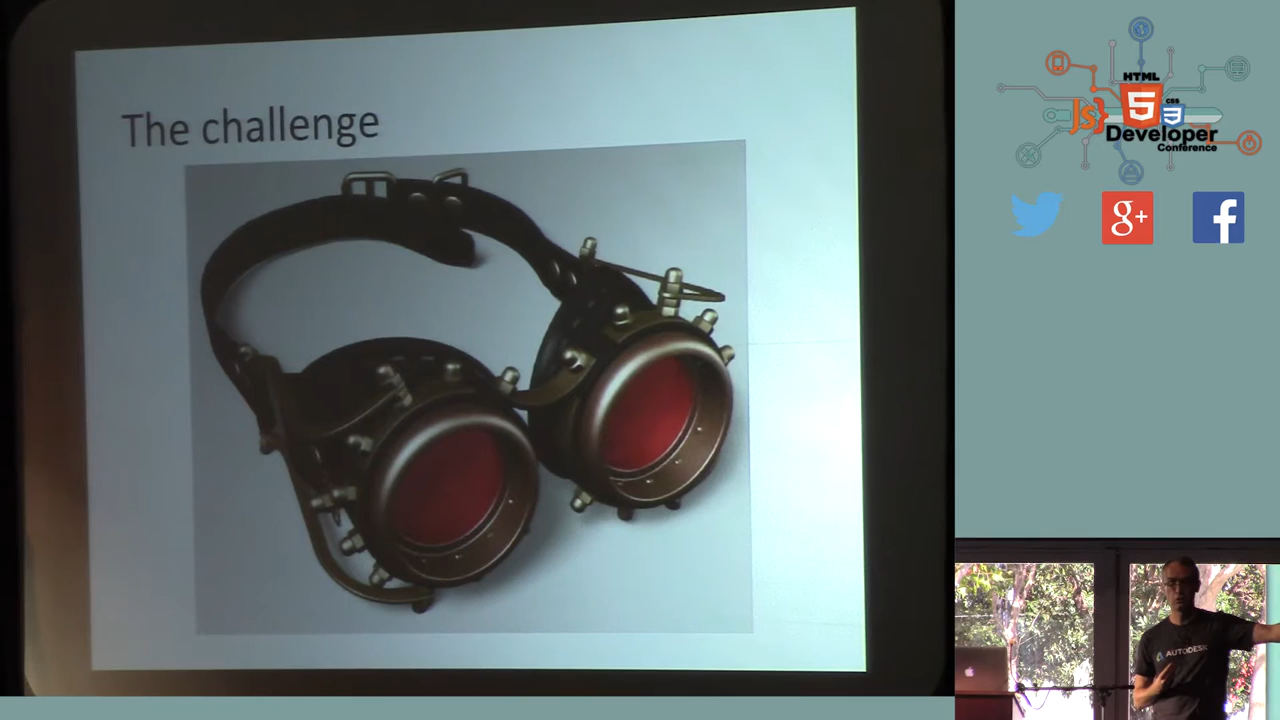 The challenge
HTML
5
CSS
3
JS}
Developer
Conference
g+
f
AUTODESK